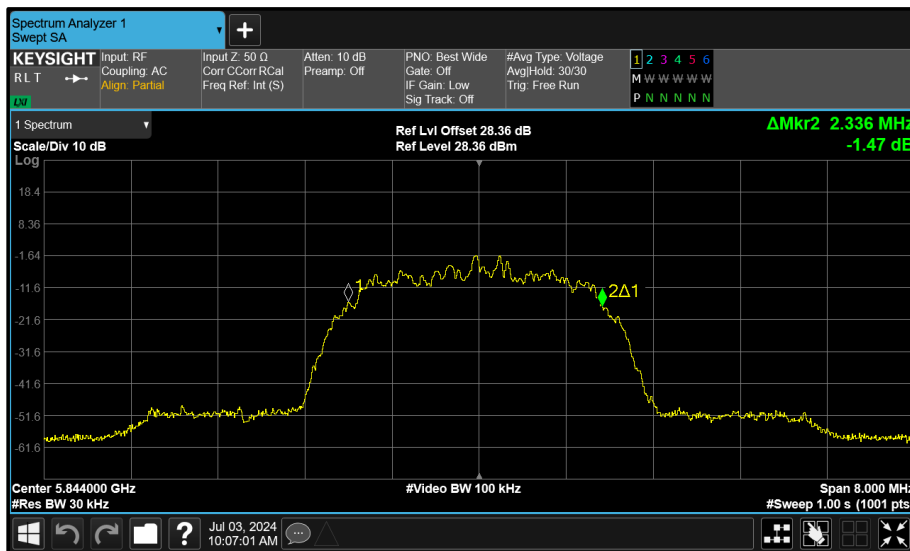 Spectrum Analyzer 1
Swept SA
KEYSIGHT
R L T
LXI
Input: RF
Coupling: AC
Align: Partial
Input Z: 50 Ω
Corr CCorr RCal
Freq Ref: Int (S)
Atten: 10 dB
Preamp: Off
PNO: Best Wide
Gate: Off
IF Gain: Low
Sig Track: Off
#Avg Type: Voltage
Avg|Hold: 30/30
Trig: Free Run
1 2 3 4 5 6
M W W W W W
P N N N N N
1 Spectrum
Scale/Div 10 dB
Log
Ref Lvl Offset 28.36 dB
Ref Level 28.36 dBm
ΔMkr2 2.336 MHz
-1.47 dB
18.4
8.36
-1.64
-11.6
-21.6
-31.6
-41.6
-51.6
-61.6
1
2Δ1
Center 5.844000 GHz
#Res BW 30 kHz
#Video BW 100 kHz
Span 8.000 MHz
#Sweep 1.00 s (1001 pts
?
Jul 03, 2024
10:07:01 AM